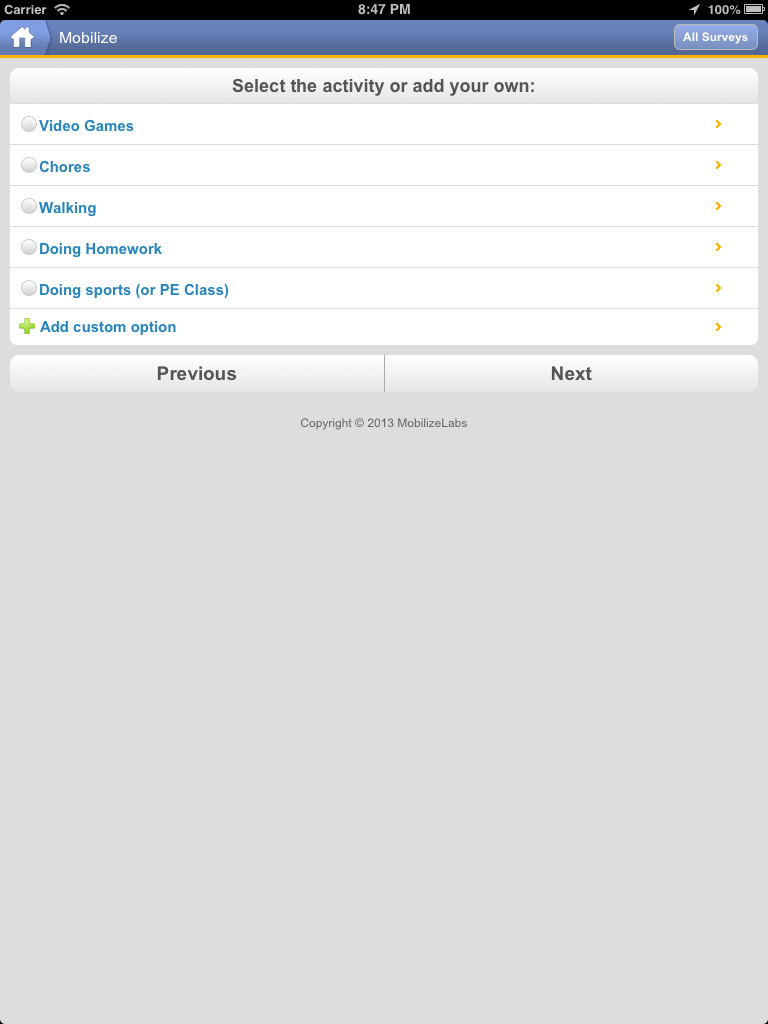 Carrier 8:47 PM 100%
Mobilize All Surveys
Select the activity or add your own:
Video Games
Chores
Walking
Doing Homework
Doing sports (or PE Class)
Add custom option
Previous Next
Copyright © 2013 MobilizeLabs